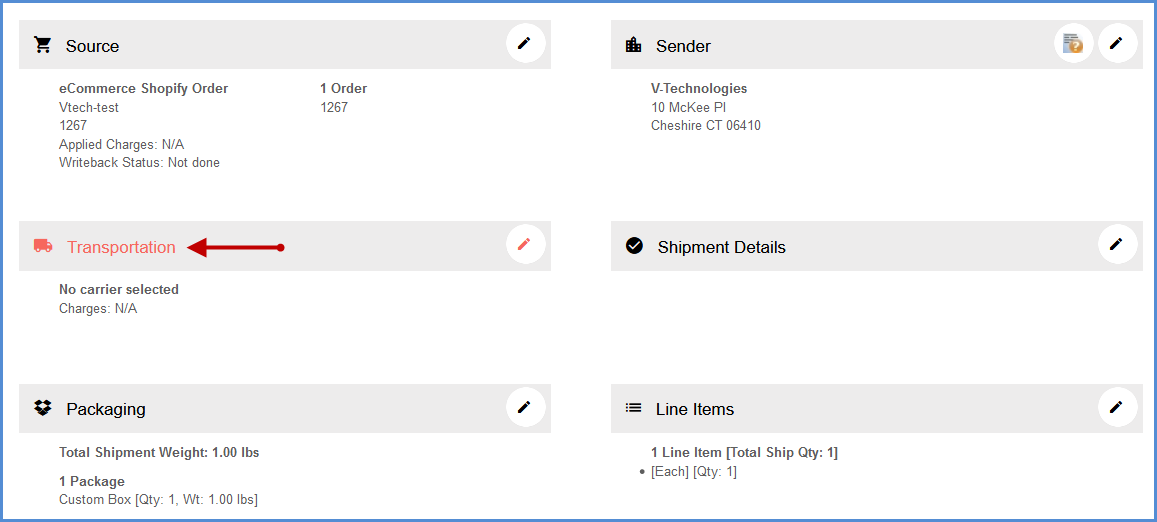 Source
eCommerce Shopify Order
Vtech-test
1267
Applied Charges: N/A
Writeback Status: Not done
1 Order
1267
Sender
V-Technologies
10 McKee Pl
Cheshire CT 06410
Transportation
No carrier selected
Charges: N/A
Shipment Details
Packaging
Total Shipment Weight: 1.00 lbs
1 Package
Custom Box [Qty: 1, Wt: 1.00 lbs]
Line Items
1 Line Item [Total Ship Qty: 1]
• [Each] [Qty: 1]